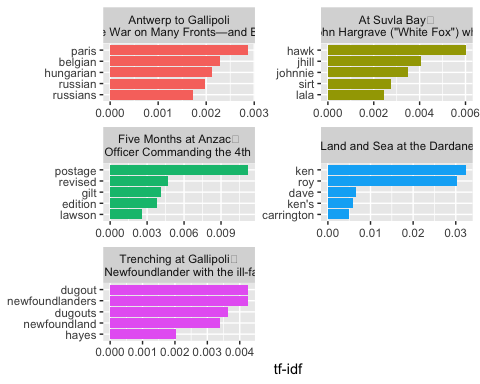 Antwerp to Gallipoli
War on Many Fronts—and
paris
belgian
hungarian
russian
russians
0.000 0.001 0.002 0.003
At Suvla Bay
John Hargrave ("White Fox")
hawk
jhill
johnnie
sirt
lala
0.000 0.002 0.004 0.006
Five Months at Anzac
Officer Commanding the 4th
postage
revised
gilt
edition
lawson
0.000 0.003 0.006 0.009
Land and Sea at the
ken
roy
dave
ken's
carrington
0.00 0.01 0.02 0.03
Trenching at Gallipoli
Newfoundlander with the
dugout
newfoundlanders
dugouts
newfoundland
hayes
0.000 0.001 0.002 0.003 0.004
tf-idf